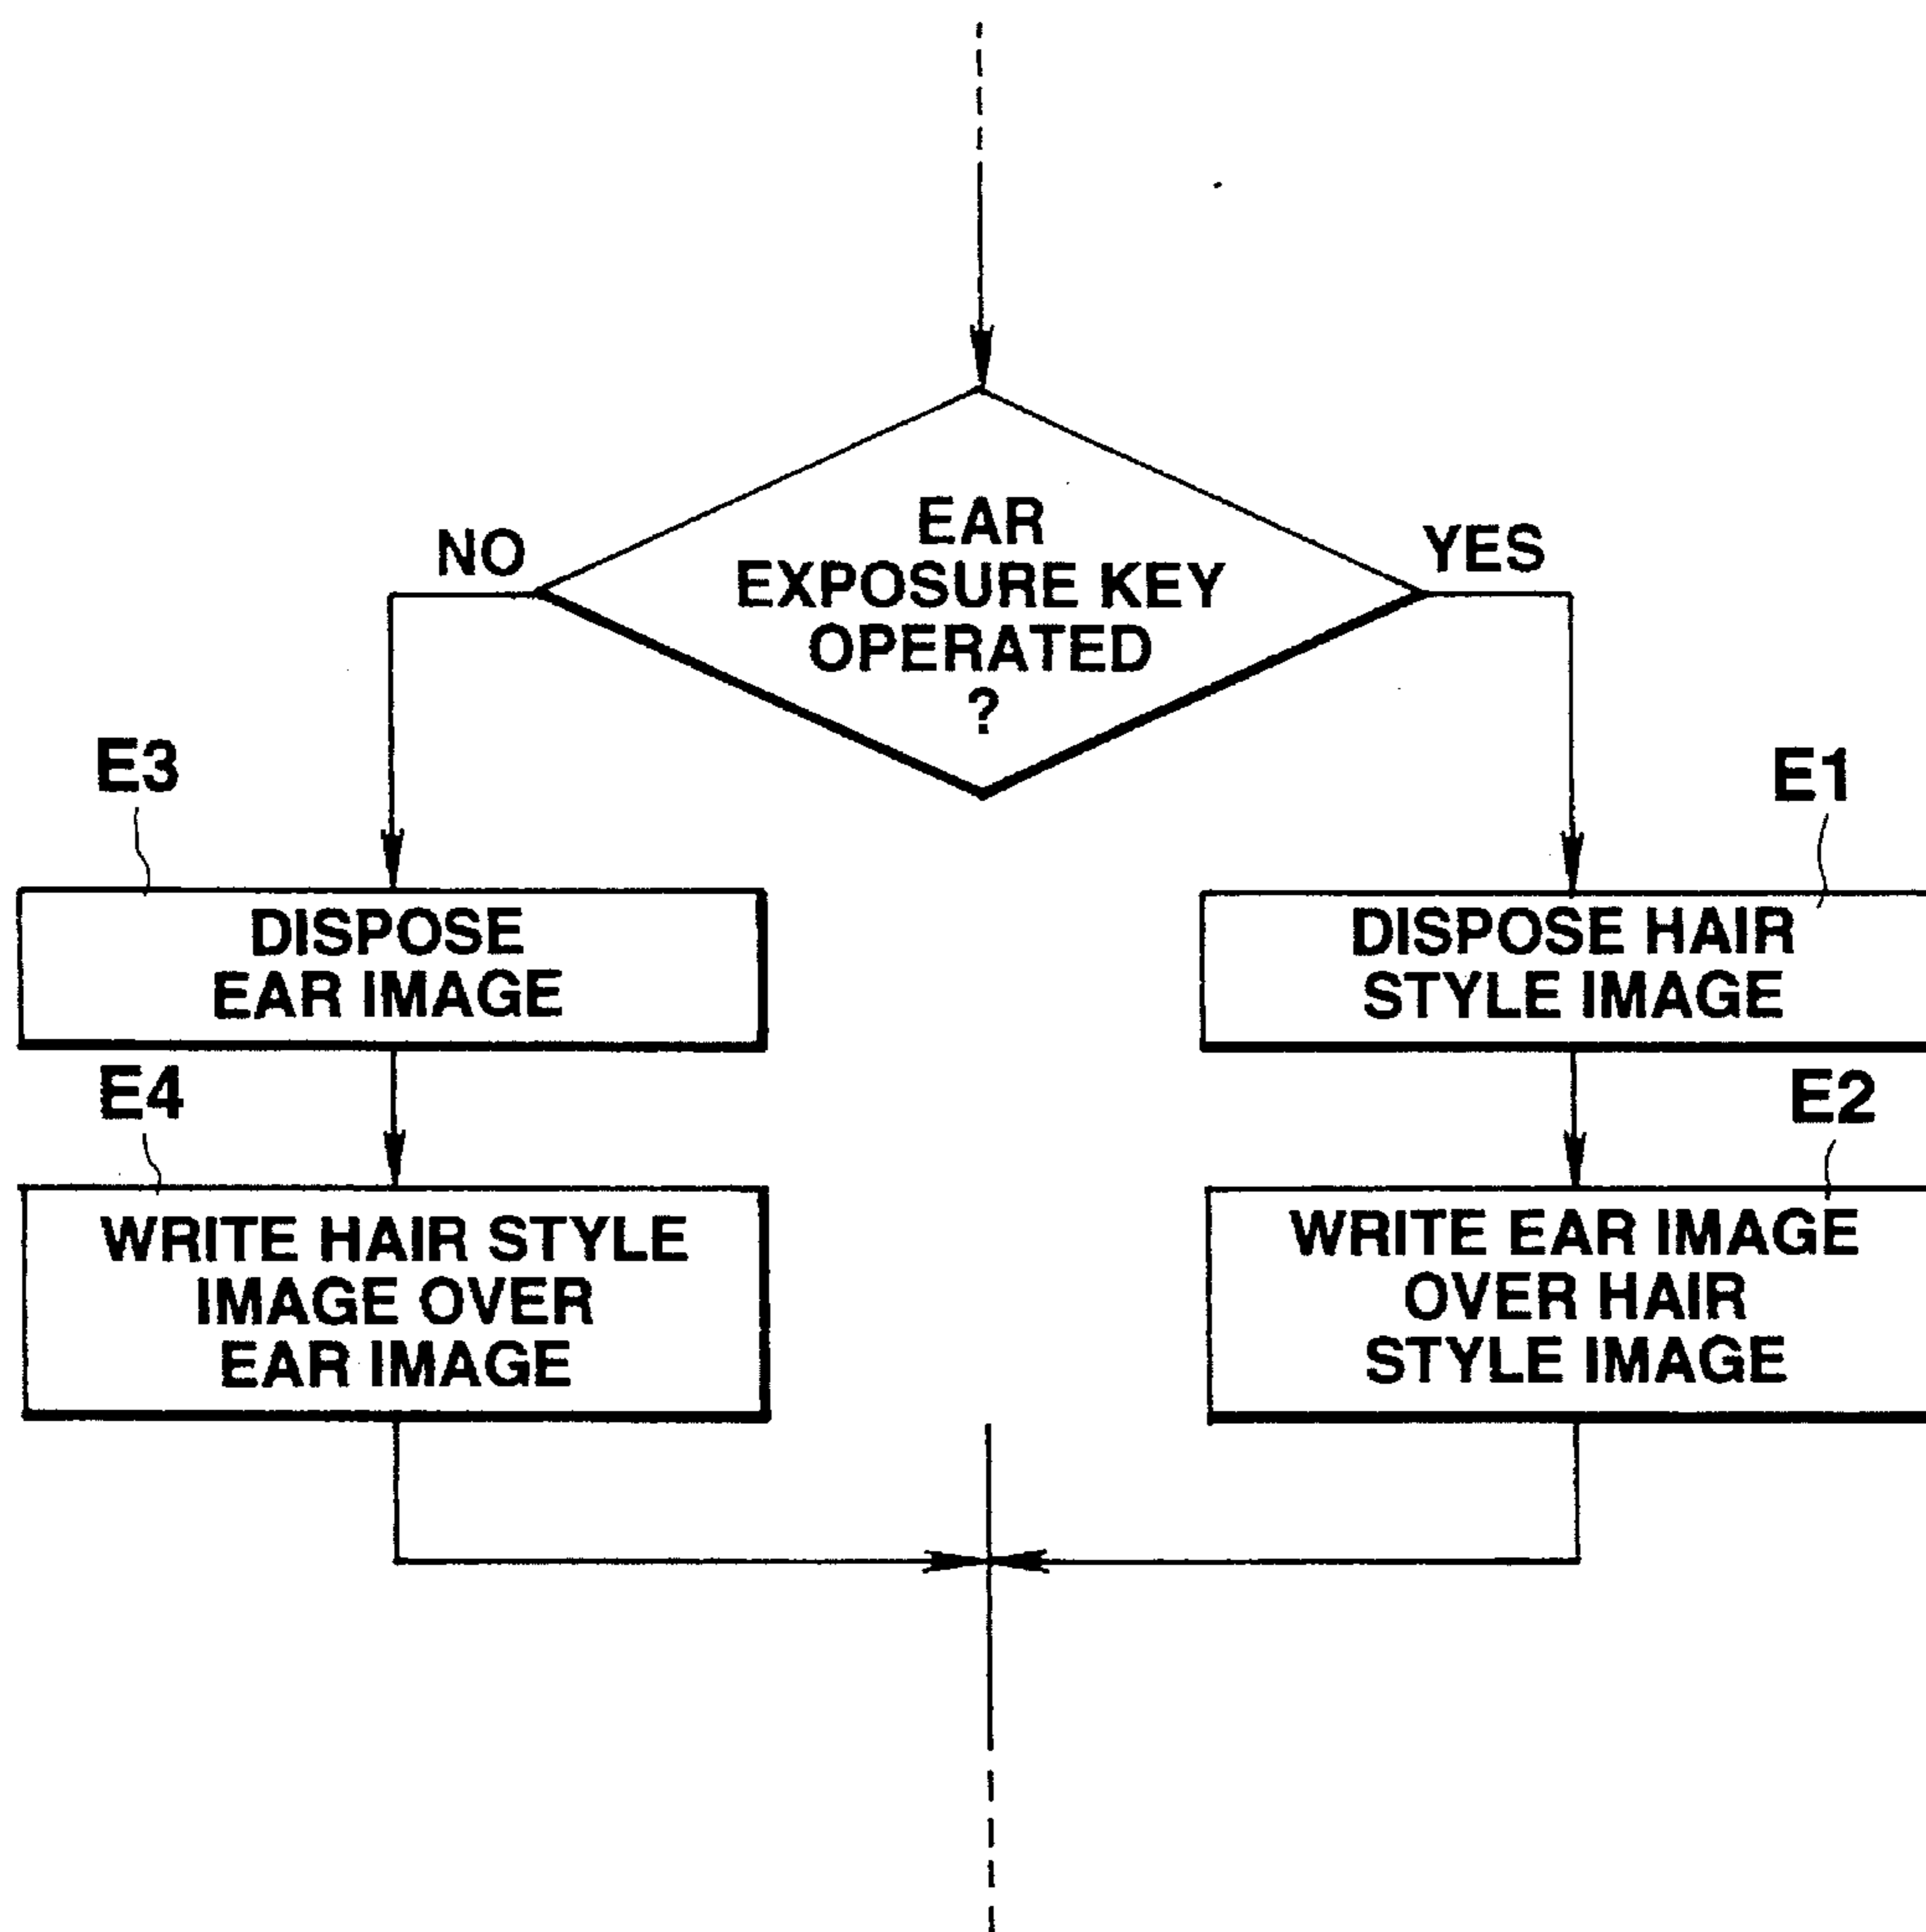 EAR
EXPOSURE KEY
OPERATED
?
NO
YES
E3
E1
DISPOSE
EAR IMAGE
DISPOSE HAIR
STYLE IMAGE
E4
E2
WRITE HAIR STYLE
IMAGE OVER
EAR IMAGE
WRITE EAR IMAGE
OVER HAIR
STYLE IMAGE